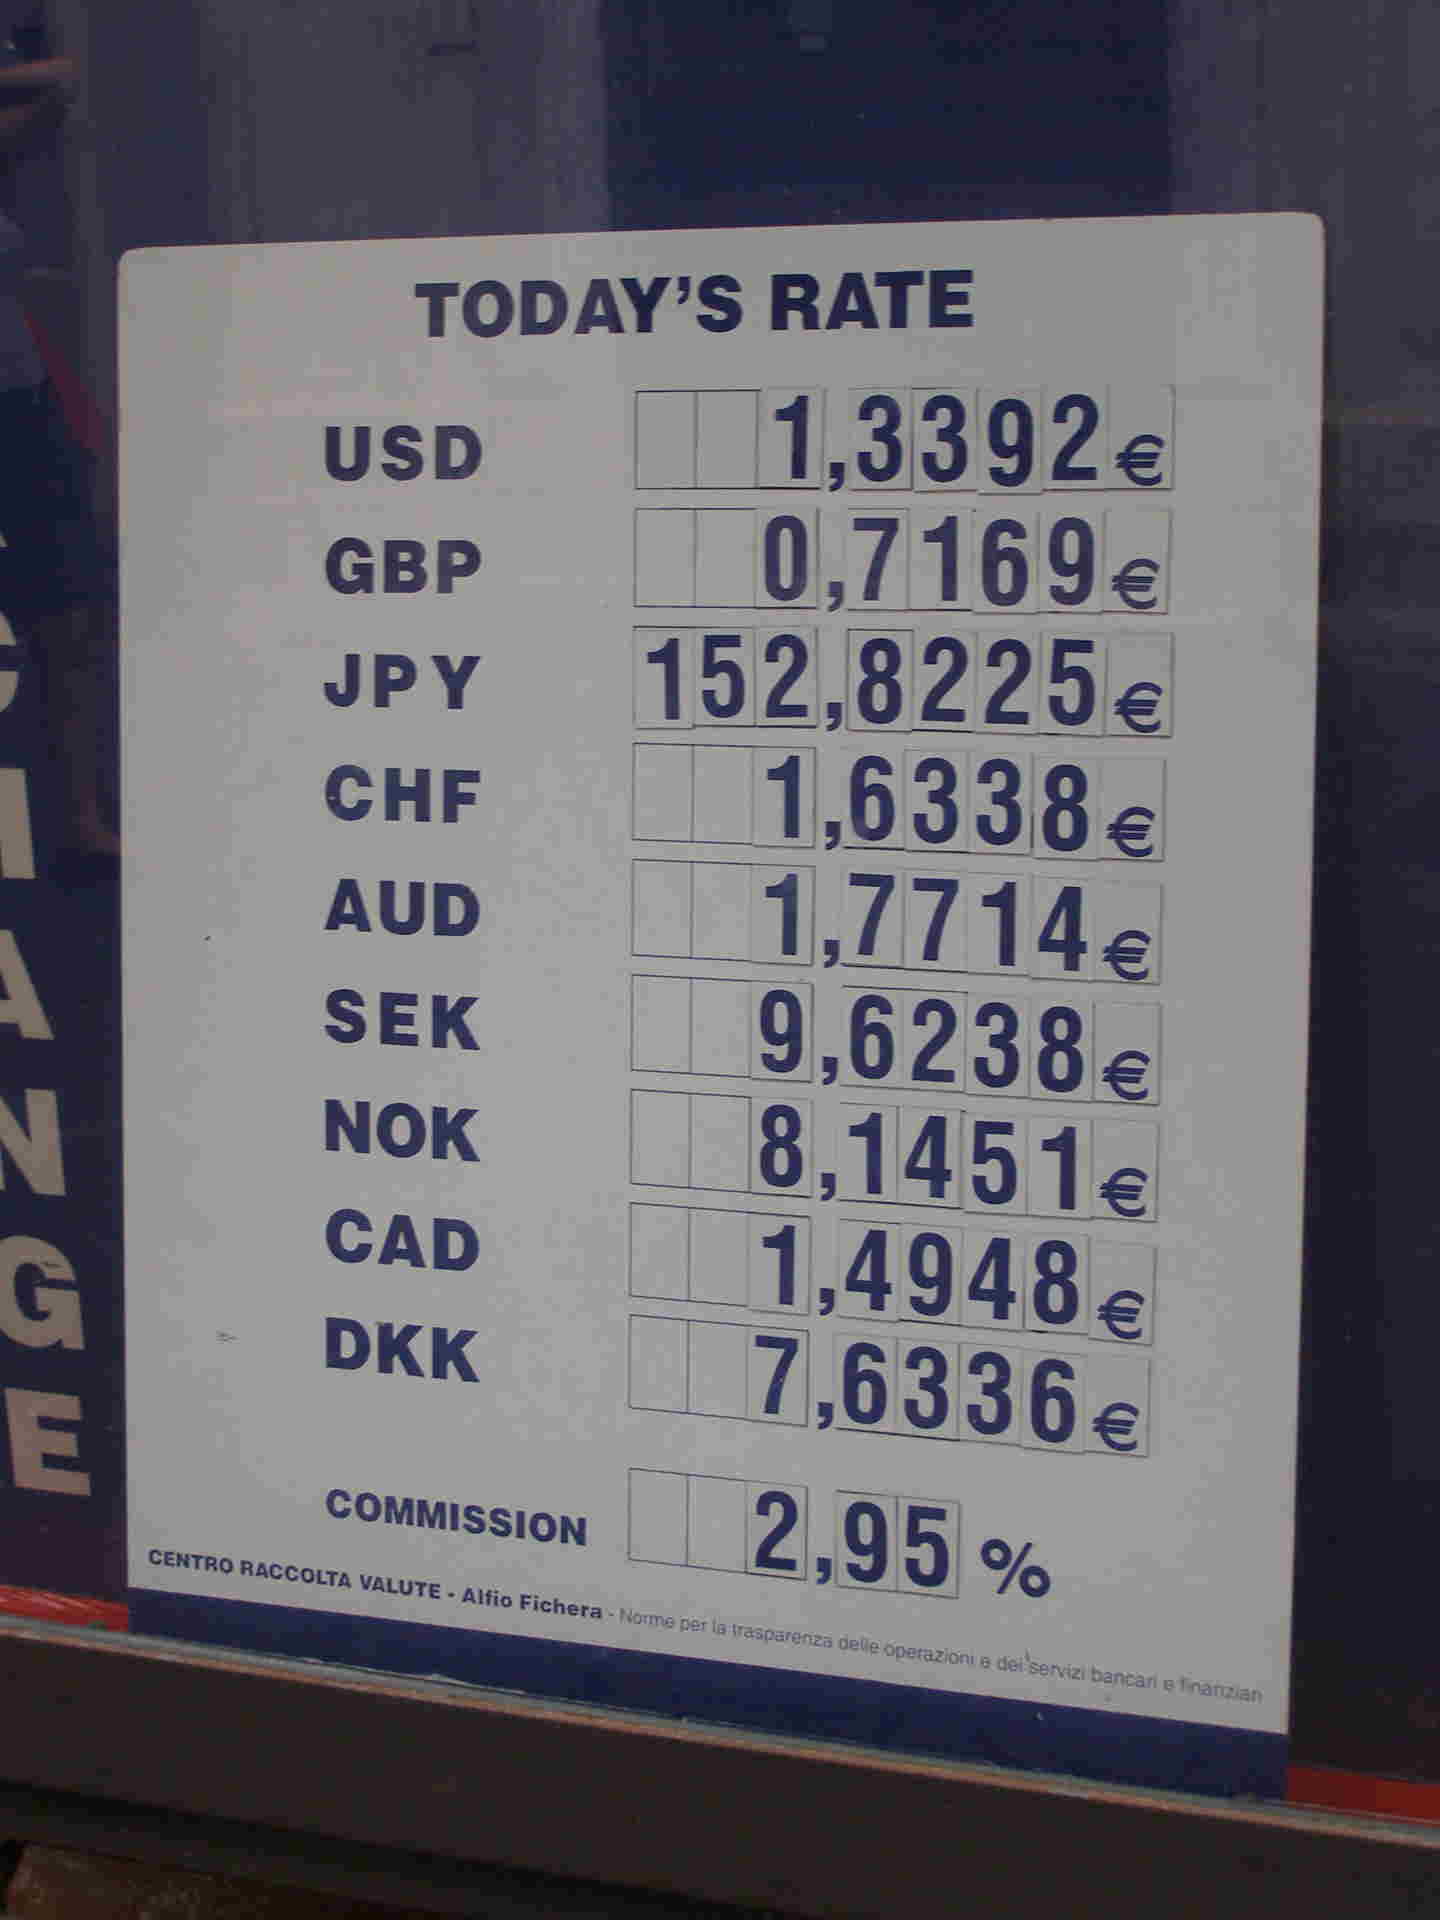 TODAY'S RATE
USD 1,3392 €
GBP 0,7169 €
JPY 152,8225 €
CHF 1,6338 €
AUD 1,7714 €
SEK 9,6238 €
NOK 8,1451 €
CAD 1,4948 €
DKK 7,6336 €
COMMISSION 2,95 %
CENTRO RACCOLTA VALUTE - Alfio Fichera - Norme per la trasparenza delle operazioni e dei servizi bancari e finanziari